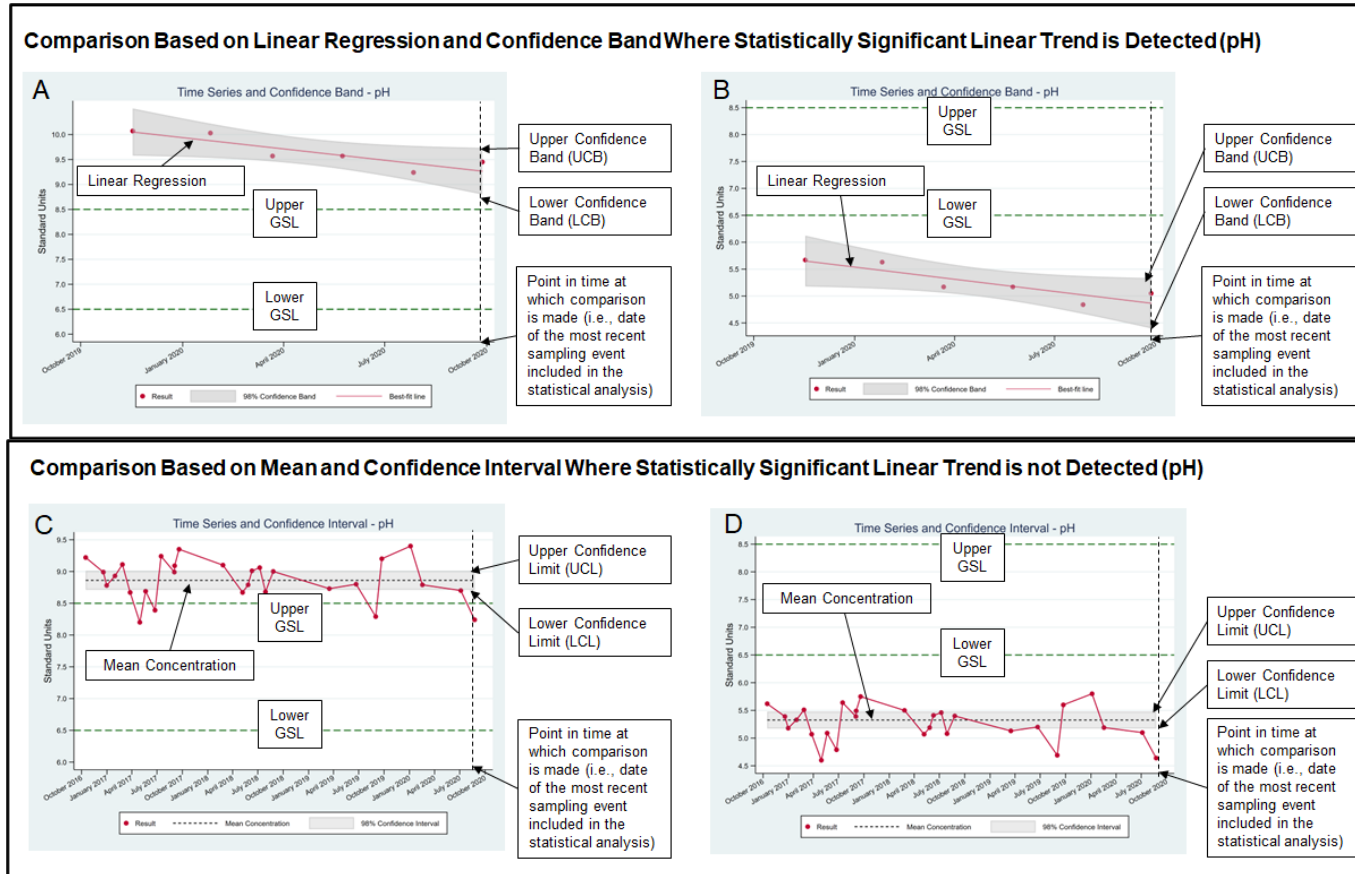 Comparison Based on Linear Regression and Confidence Band Where Statistically Significant Linear Trend is Detected (pH)
A
Time Series and Confidence Band - pH
Standard Units
10.0
9.5
9.0
8.5
8.0
7.5
7.0
6.5
6.0
October 2019
January 2020
April 2020
July 2020
October 2020
Linear Regression
Upper
GSL
Lower
GSL
Result
98% Confidence Band
Best-fit line
Upper Confidence
Band (UCB)
Lower Confidence
Band (LCB)
Point in time at
which comparison
is made (i.e., date
of the most recent
sampling event
included in the
statistical analysis)
B
Time Series and Confidence Band - pH
Standard Units
8.5
8.0
7.5
7.0
6.5
6.0
5.5
5.0
4.5
October 2019
January 2020
April 2020
July 2020
October 2020
Upper
GSL
Linear Regression
Lower
GSL
Result
98% Confidence Band
Best-fit line
Upper Confidence
Band (UCB)
Lower Confidence
Band (LCB)
Point in time at
which comparison
is made (i.e., date
of the most recent
sampling event
included in the
statistical analysis)
Comparison Based on Mean and Confidence Interval Where Statistically Significant Linear Trend is not Detected (pH)
C
Time Series and Confidence Interval - pH
Standard Units
9.5
9.0
8.5
8.0
7.5
7.0
6.5
6.0
October 2016
January 2017
April 2017
July 2017
October 2017
January 2018
April 2018
July 2018
October 2018
January 2019
April 2019
July 2019
October 2019
January 2020
April 2020
July 2020
October 2020
Upper
GSL
Mean Concentration
Lower
GSL
Result
Mean Concentration
98% Confidence Interval
Upper Confidence
Limit (UCL)
Lower Confidence
Limit (LCL)
Point in time at
which comparison
is made (i.e., date
of the most recent
sampling event
included in the
statistical analysis)
D
Time Series and Confidence Interval - pH
Standard Units
8.5
8.0
7.5
7.0
6.5
6.0
5.5
5.0
4.5
October 2016
January 2017
April 2017
July 2017
October 2017
January 2018
April 2018
July 2018
October 2018
January 2019
April 2019
July 2019
October 2019
January 2020
April 2020
July 2020
October 2020
Upper
GSL
Mean Concentration
Lower
GSL
Result
Mean Concentration
98% Confidence Interval
Upper Confidence
Limit (UCL)
Lower Confidence
Limit (LCL)
Point in time at
which comparison
is made (i.e., date
of the most recent
sampling event
included in the
statistical analysis)